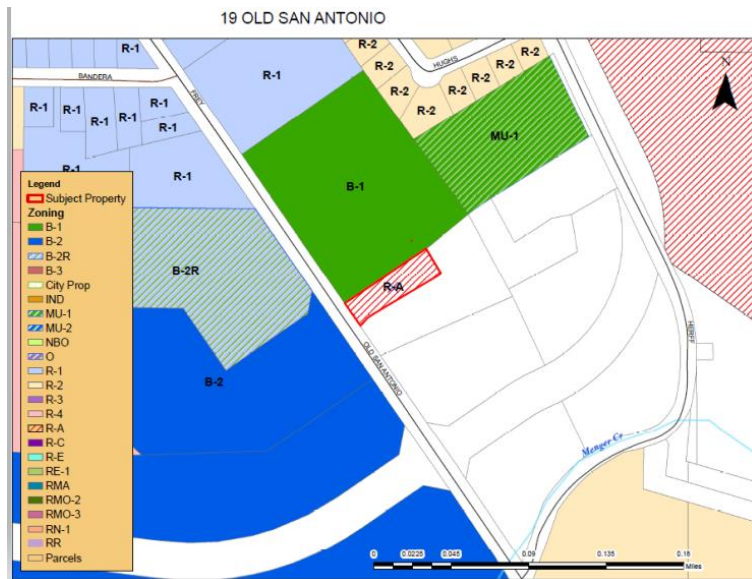 19 OLD SAN ANTONIO
R-1
R-2
R-2
R-2
R-2
R-2
R-2
R-2
R-2
R-2
HUGHS
BANDERA
FREY
R-1
N
R-1
R-1
R-1
R-1
R-1
R-1
MU-1
R-1
R-1
B-1
B-2R
R-A
B-2
OLD SAN ANTONIO
HERFF
Menger Cr
Legend
Subject Property
Zoning
B-1
B-2
B-2R
B-3
City Prop
IND
MU-1
MU-2
NBO
O
R-1
R-2
R-3
R-4
R-A
R-C
R-E
RE-1
RMA
RMO-2
RMO-3
RN-1
RR
Parcels
0 0.0225 0.045 0.09 0.135 0.18
Miles